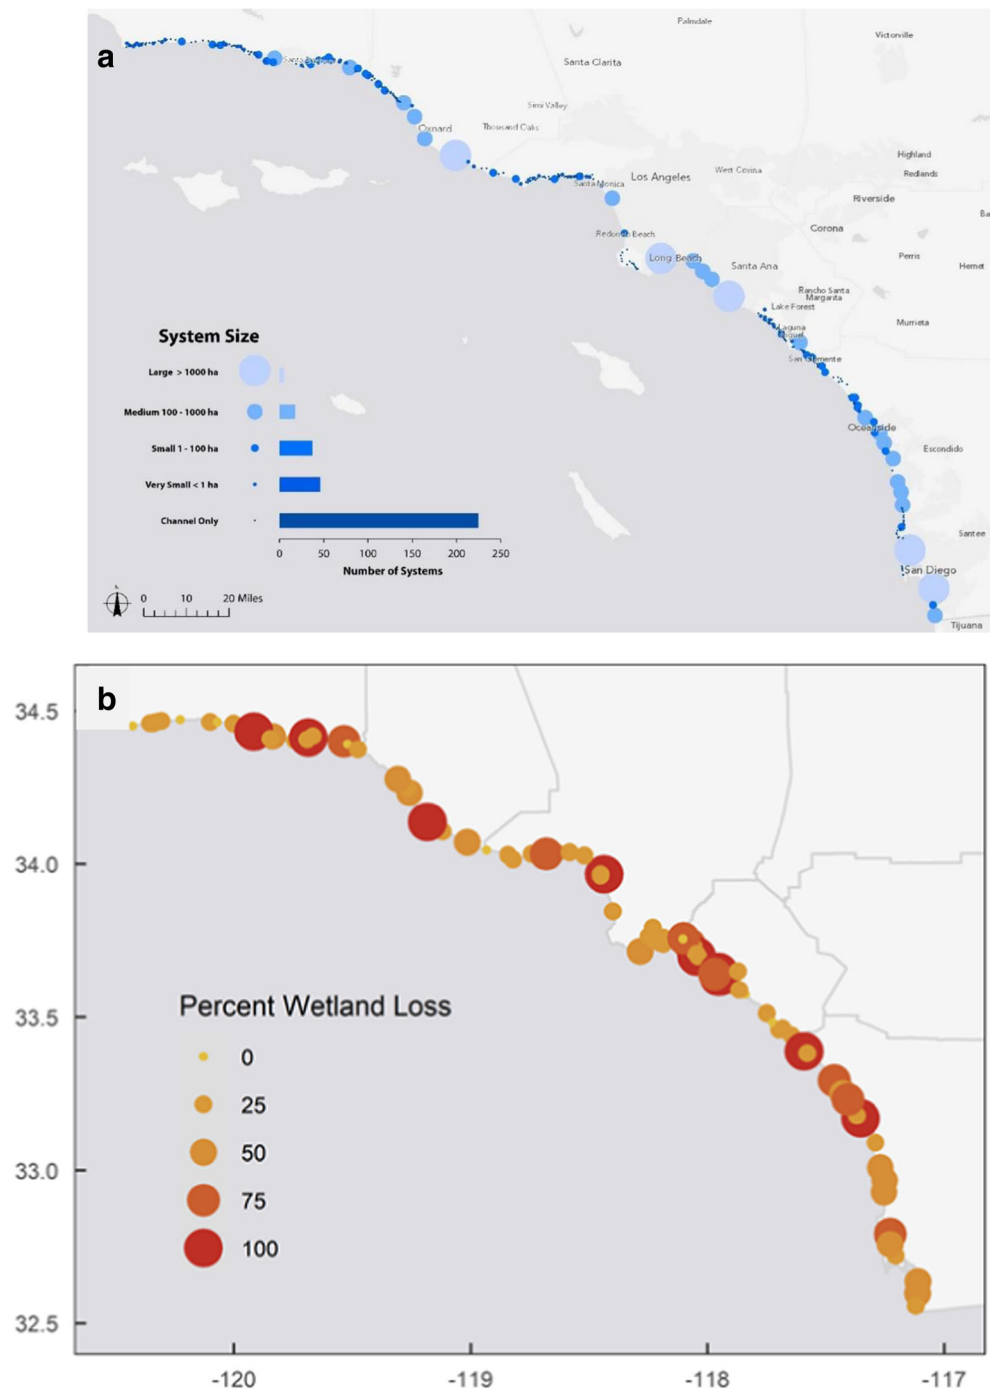 a
Palmdale
Victorville
Santa Clarita
Simi Valley
Oxnard
Thousand Oaks
Highland
Redlands
Los Angeles
West Covina
Santa Monica
Riverside
Ba
Corona
Redondo Beach
Perris
Hemet
Long Beach
Santa Ana
Rancho Santa
Margarita
Lake Forest
Murrieta
Laguna
Niguel
San Clemente
Oceanside
Escondido
Santee
San Diego
Tijuana
System Size
Large > 1000 ha
Medium 100 - 1000 ha
Small 1 - 100 ha
Very Small < 1 ha
Channel Only
0 50 100 150 200 250
Number of Systems
N
0 10 20 Miles
b
34.5
34.0
33.5
33.0
32.5
Percent Wetland Loss
0
25
50
75
100
-120 -119 -118 -117